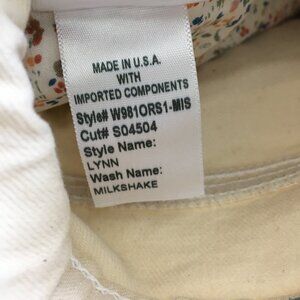 MADE IN U.S.A.
WITH
IMPORTED COMPONENTS
Style# W981ORS1-MIS
Cut# S04504
Style Name:
LYNN
Wash Name:
MILKSHAKE